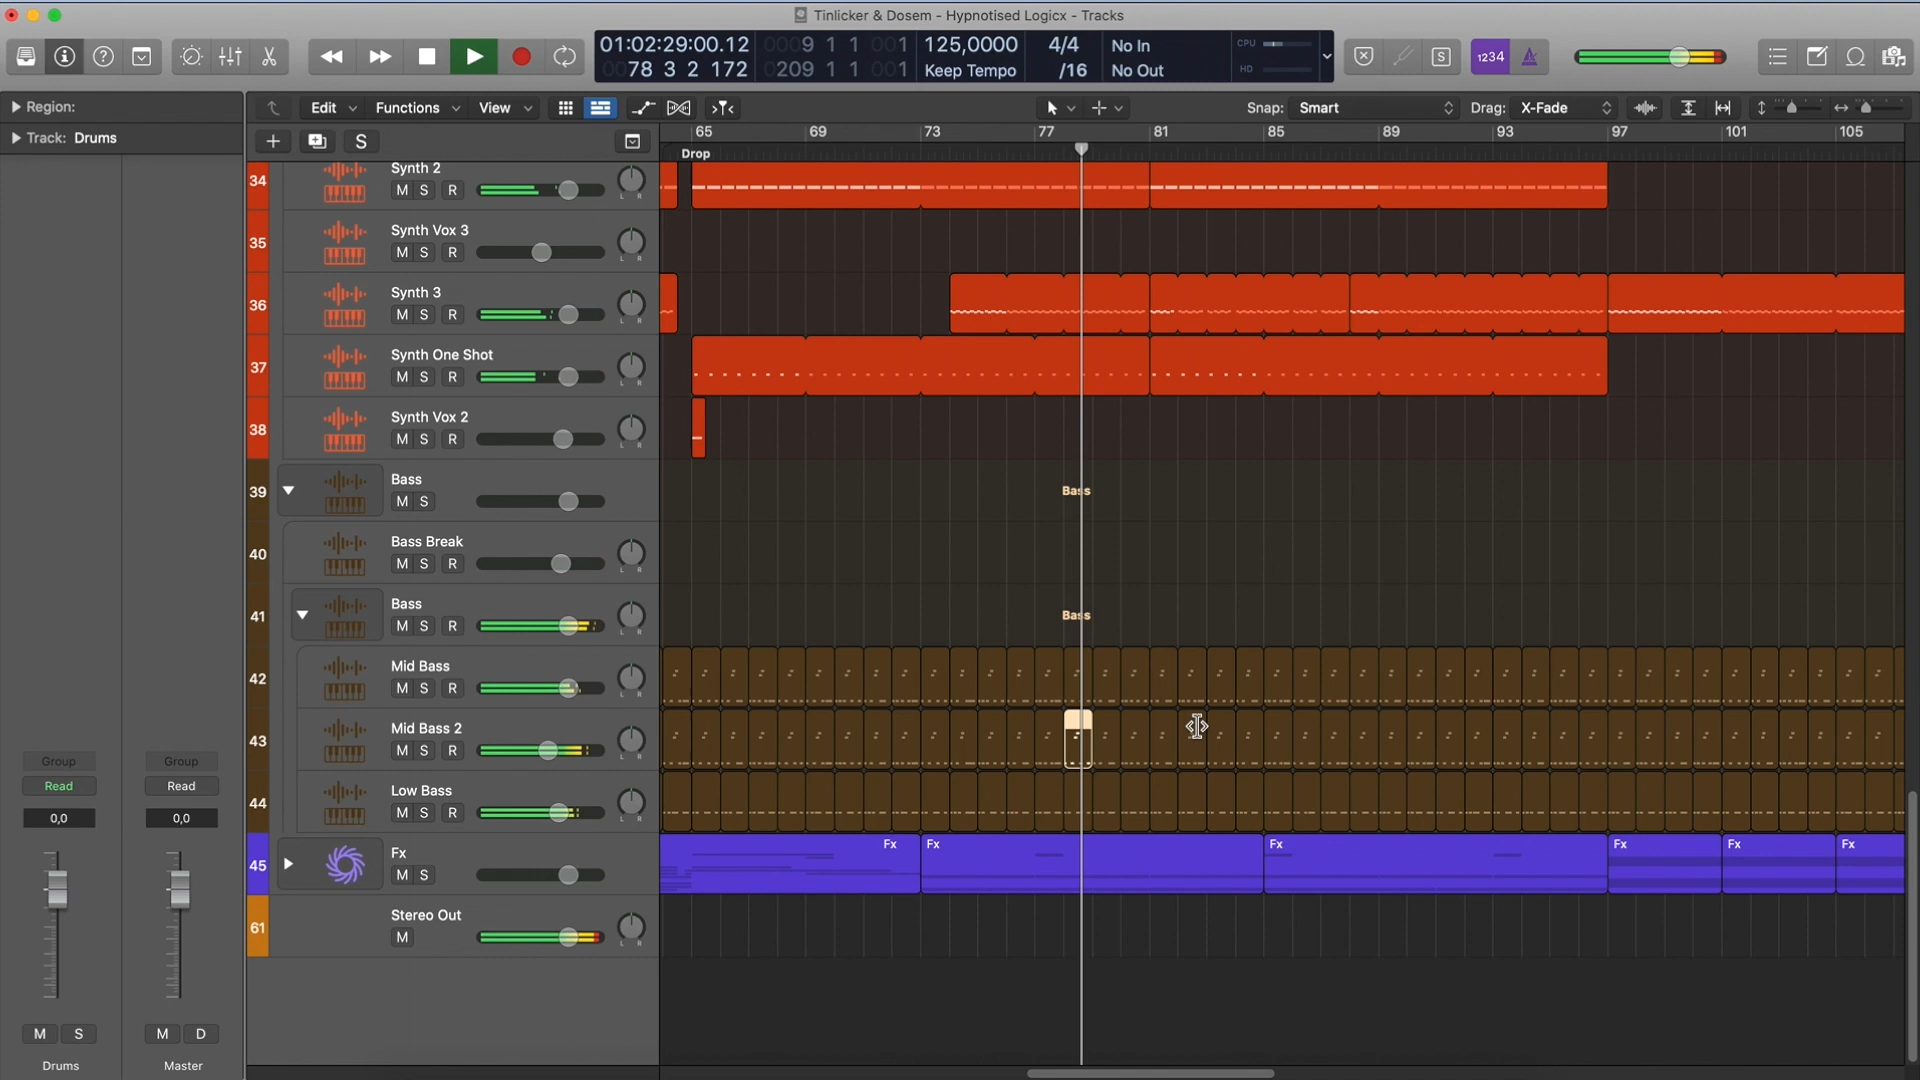 Tinlicker & Dosem - Hypnotised Logicx - Tracks
01:02:29:00.12 0009 1 1 001 125,0000 4/4 No In CPU
0078 3 2 172 0209 1 1 001 Keep Tempo /16 No Out HD
S 1234
Region:
Edit Functions View Snap: Smart Drag: X-Fade
Track: Drums
S 65 69 73 77 81 85 89 93 97 101 105
Drop
34 Synth 2
M S R L R
35 Synth Vox 3
M S R L R
36 Synth 3
M S R L R
37 Synth One Shot
M S R L R
38 Synth Vox 2
M S R L R
39 Bass
M S
Bass
40 Bass Break
M S R L R
41 Bass
M S R L R
Bass
42 Mid Bass
M S R L R
43 Mid Bass 2
M S R L R
44 Low Bass
M S R L R
45 Fx
M S
Fx Fx Fx Fx Fx Fx
61 Stereo Out
M L R
Group Group
Read Read
0,0 0,0
M S M D
Drums Master